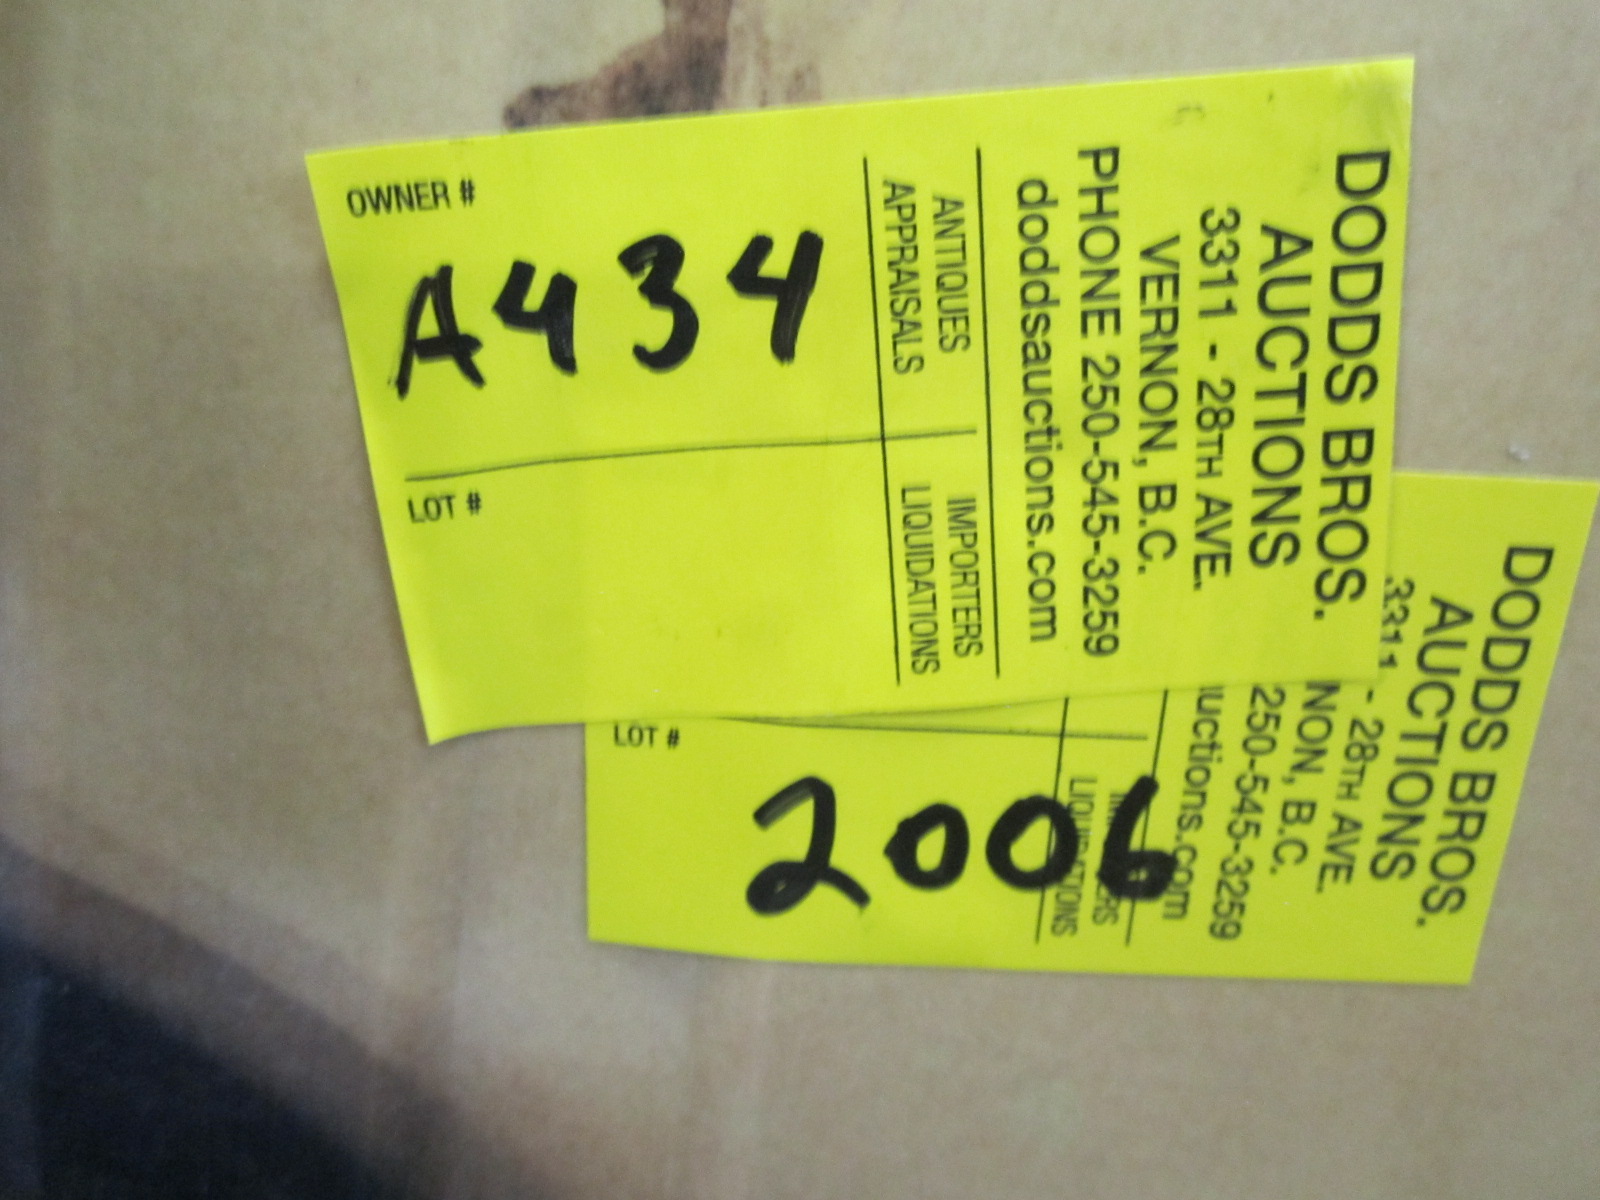 DODDS BROS.
AUCTIONS
3311 - 28TH AVE.
VERNON, B.C.
PHONE 250-545-3259
doddsauctions.com
ANTIQUES IMPORTERS
APPRAISALS LIQUIDATIONS
OWNER #
A434
LOT #
DODDS BROS.
AUCTIONS
3311 - 28TH AVE.
NON, B.C.
250-545-3259
uctions.com
LIQUIDATIONS
LOT #
2006